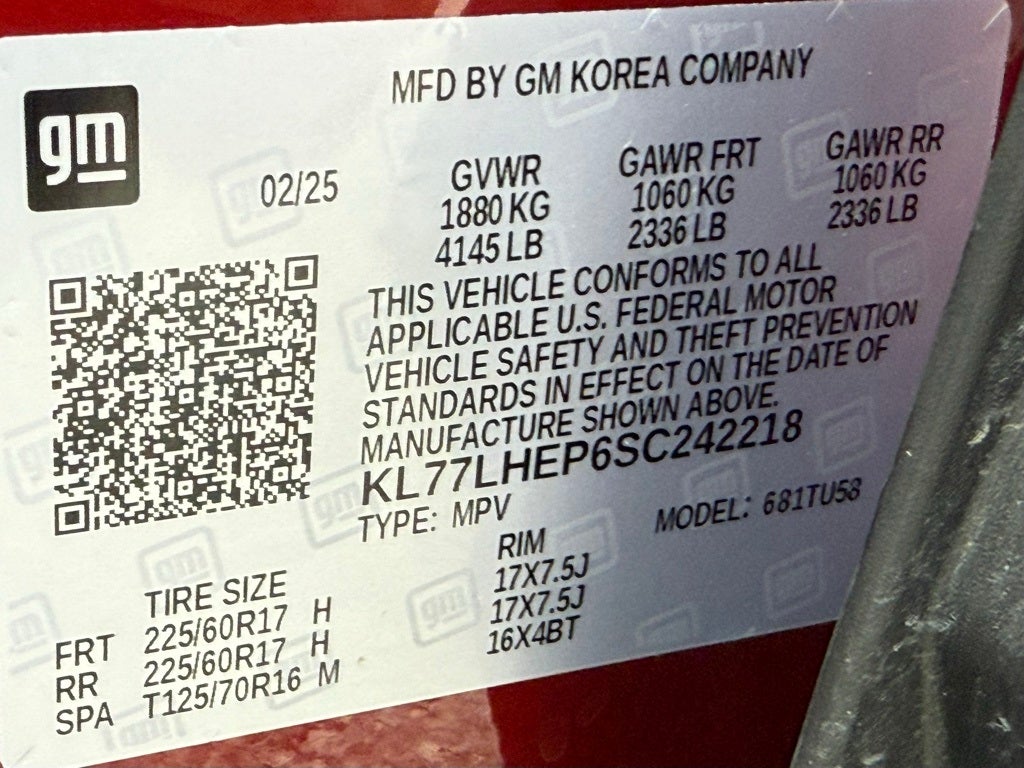 gm
MFD BY GM KOREA COMPANY
02/25
GVWR GAWR FRT GAWR RR
1880 KG 1060 KG 1060 KG
4145 LB 2336 LB 2336 LB
THIS VEHICLE CONFORMS TO ALL
APPLICABLE U.S. FEDERAL MOTOR
VEHICLE SAFETY AND THEFT PREVENTION
STANDARDS IN EFFECT ON THE DATE OF
MANUFACTURE SHOWN ABOVE.
KL77LHEP6SC242218
TYPE: MPV MODEL: 681TU58
TIRE SIZE RIM
FRT 225/60R17 H 17X7.5J
RR 225/60R17 H 17X7.5J
SPA T125/70R16 M 16X4BT